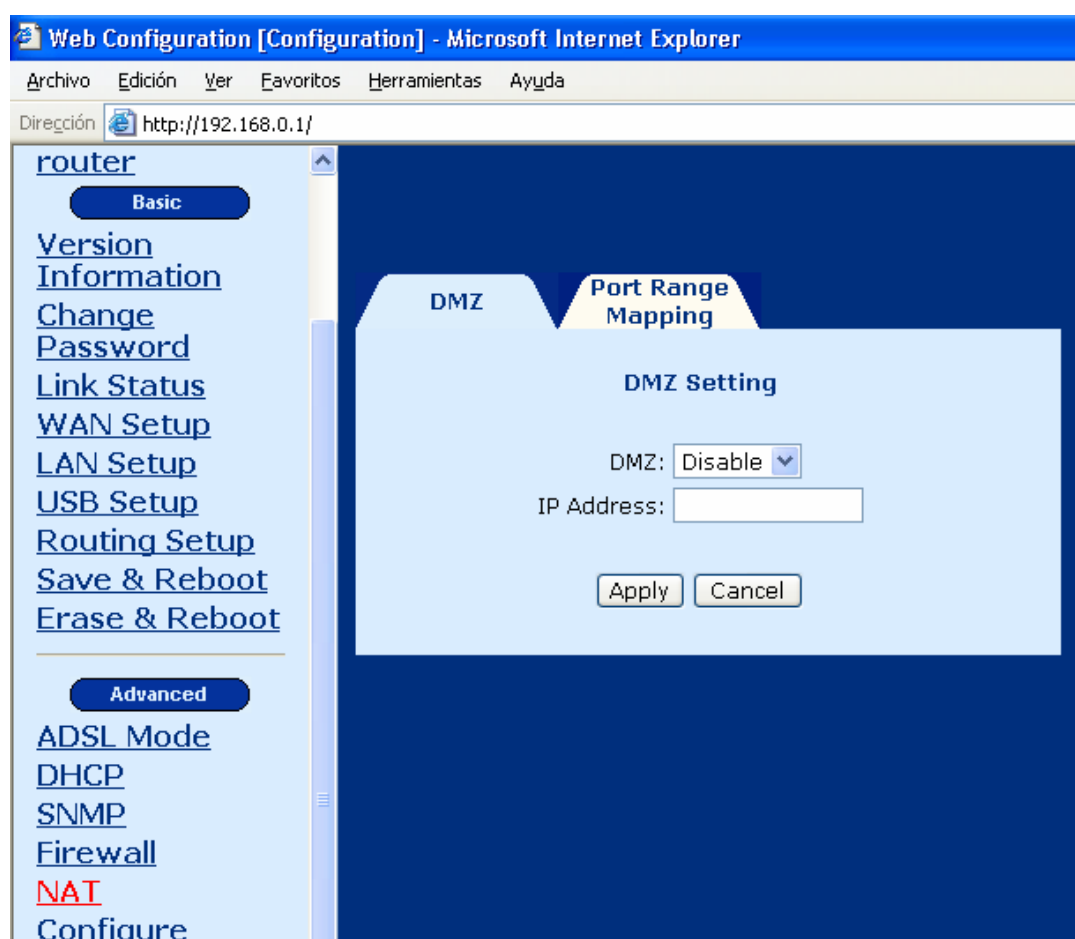 Web Configuration [Configuration] - Microsoft Internet Explorer
Archivo Edición Ver Favoritos Herramientas Ayuda
Dirección http://192.168.0.1/
router
Basic
Version
Information
Change
Password
Link Status
WAN Setup
LAN Setup
USB Setup
Routing Setup
Save & Reboot
Erase & Reboot
Advanced
ADSL Mode
DHCP
SNMP
Firewall
NAT
Configure
DMZ
Port Range
Mapping
DMZ Setting
DMZ: Disable
IP Address:
Apply Cancel